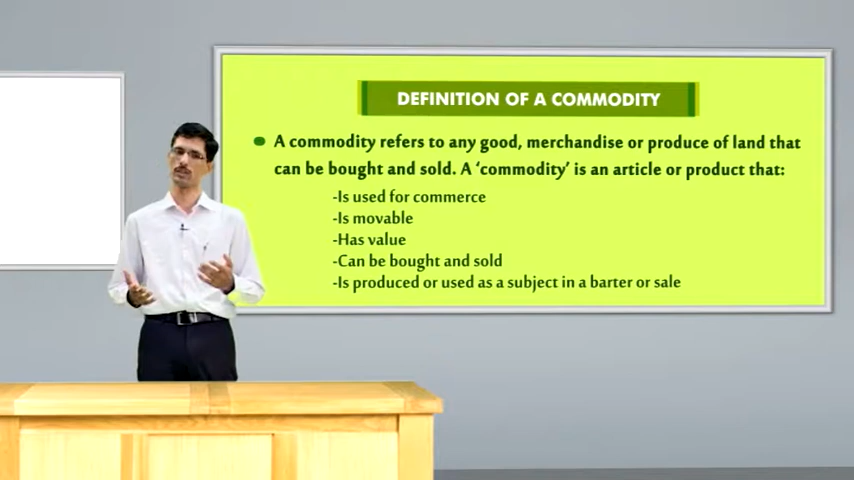 DEFINITION OF A COMMODITY
A commodity refers to any good, merchandise or produce of land that
can be bought and sold. A ‘commodity’ is an article or product that:
-Is used for commerce
-Is movable
-Has value
-Can be bought and sold
-Is produced or used as a subject in a barter or sale